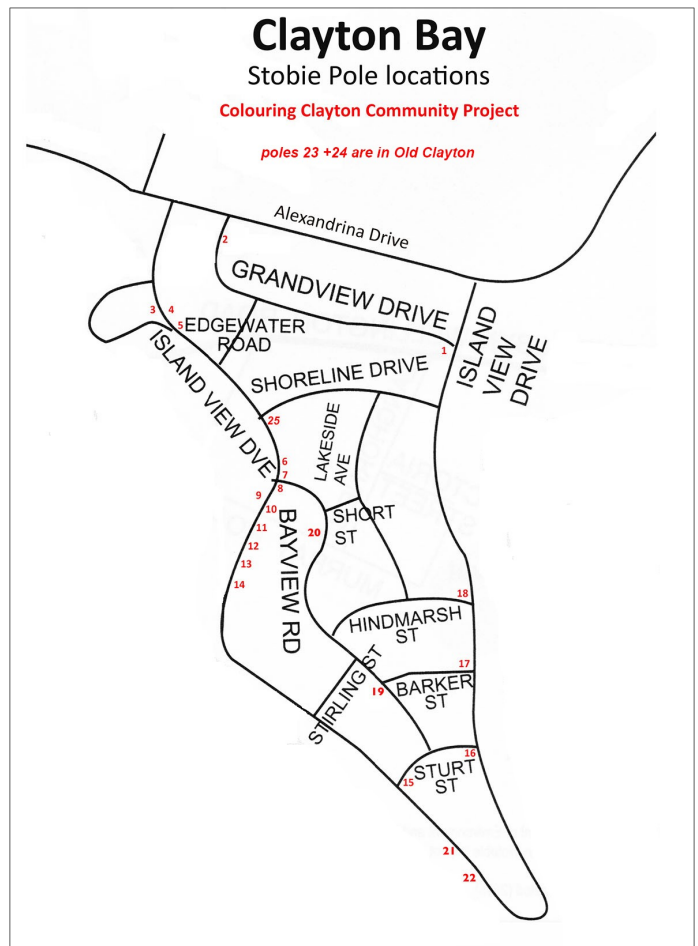 Clayton Bay
Stobie Pole locations
Colouring Clayton Community Project
poles 23 +24 are in Old Clayton
Alexandrina Drive
2
GRANDVIEW DRIVE
3
4
5
EDGEWATER
ROAD
1
ISLAND
VIEW
DRIVE
ISLAND VIEW DVE
SHORELINE DRIVE
25
LAKESIDE
AVE
6
7
8
9
10
11
12
13
14
BAYVIEW RD
20
SHORT
ST
18
HINDMARSH
ST
17
STIRLING ST
19
BARKER
ST
16
15
STURT
ST
21
22